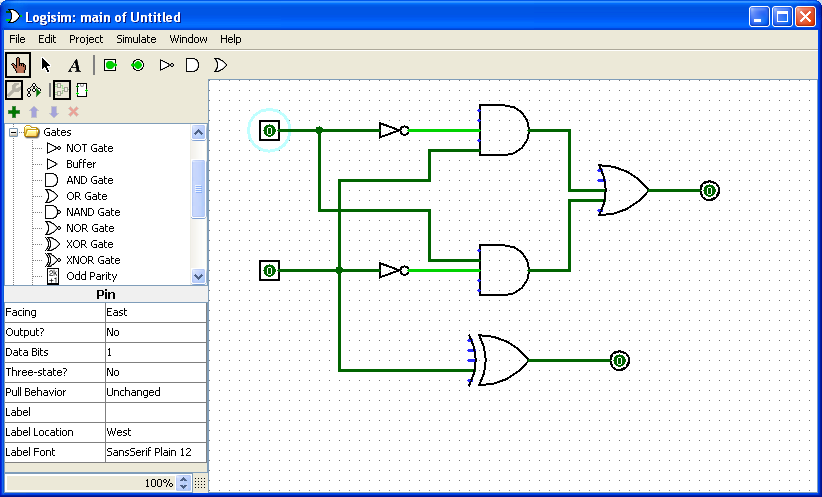 Logisim: main of Untitled
File Edit Project Simulate Window Help
A
Gates
NOT Gate
Buffer
AND Gate
OR Gate
NAND Gate
NOR Gate
XOR Gate
XNOR Gate
Odd Parity
Pin
Facing East
Output? No
Data Bits 1
Three-state? No
Pull Behavior Unchanged
Label
Label Location West
Label Font SansSerif Plain 12
100%
0
0
0
0